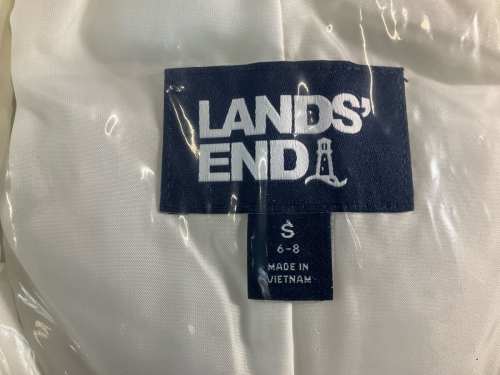 LANDS'
END
S
6-8
MADE IN
VIETNAM